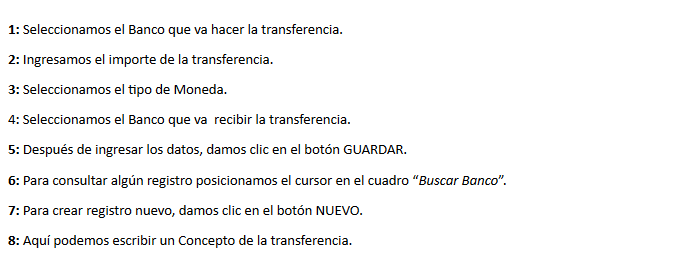 1: Seleccionamos el Banco que va hacer la transferencia.
2: Ingresamos el importe de la transferencia.
3: Seleccionamos el tipo de Moneda.
4: Seleccionamos el Banco que va  recibir la transferencia.
5: Después de ingresar los datos, damos clic en el botón GUARDAR.
6: Para consultar algún registro posicionamos el cursor en el cuadro “Buscar Banco”.
7: Para crear registro nuevo, damos clic en el botón NUEVO.
8: Aquí podemos escribir un Concepto de la transferencia.